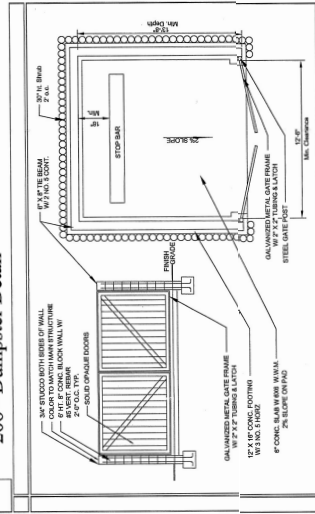 3/4" STUCCO BOTH SIDES OF WALL
COLOR TO MATCH MAIN STRUCTURE
6' HT. 8" CONC. BLOCK WALL W/
#5 VERT. REBAR
2'-0" O.C. TYP.
SOLID OPAQUE DOORS
8" X 8" TIE BEAM
W/ 2 NO. 5 CONT.
30" ht. Shrub
2' o.c.
FINISH
GRADE
GALVANIZED METAL GATE FRAME
W/ 2" X 2" TUBING & LATCH
12" X 16" CONC. FOOTING
W/ 3 NO. 5 HORZ
6" CONC. SLAB W 6X6 W.W.M.
2% SLOPE ON PAD
STOP BAR
18"
Min.
2% SLOPE
Min. Depth
GALVANIZED METAL GATE FRAME
W/ 2" X 2" TUBING & LATCH
STEEL GATE POST
12'-6"
Min. Clearance